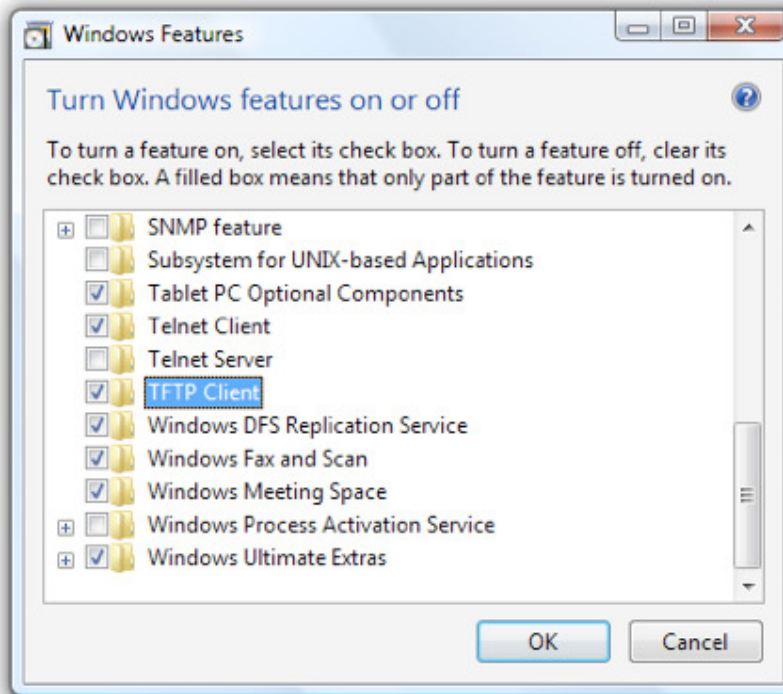 Windows Features
Turn Windows features on or off
To turn a feature on, select its check box. To turn a feature off, clear its
check box. A filled box means that only part of the feature is turned on.
SNMP feature
Subsystem for UNIX-based Applications
Tablet PC Optional Components
Telnet Client
Telnet Server
TFTP Client
Windows DFS Replication Service
Windows Fax and Scan
Windows Meeting Space
Windows Process Activation Service
Windows Ultimate Extras
OK Cancel